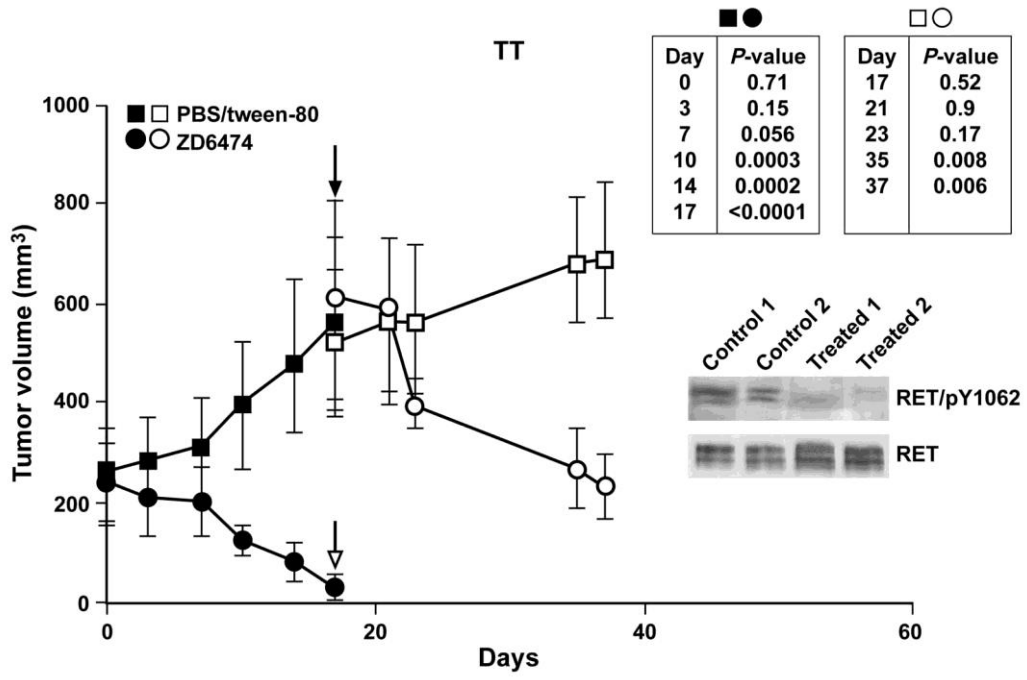 TT
PBS/tween-80
ZD6474
Tumor volume (mm³)
1000
800
600
400
200
0
0
20
40
60
Days
Day P-value
0 0.71
3 0.15
7 0.056
10 0.0003
14 0.0002
17 <0.0001
Day P-value
17 0.52
21 0.9
23 0.17
35 0.008
37 0.006
Control 1
Control 2
Treated 1
Treated 2
RET/pY1062
RET